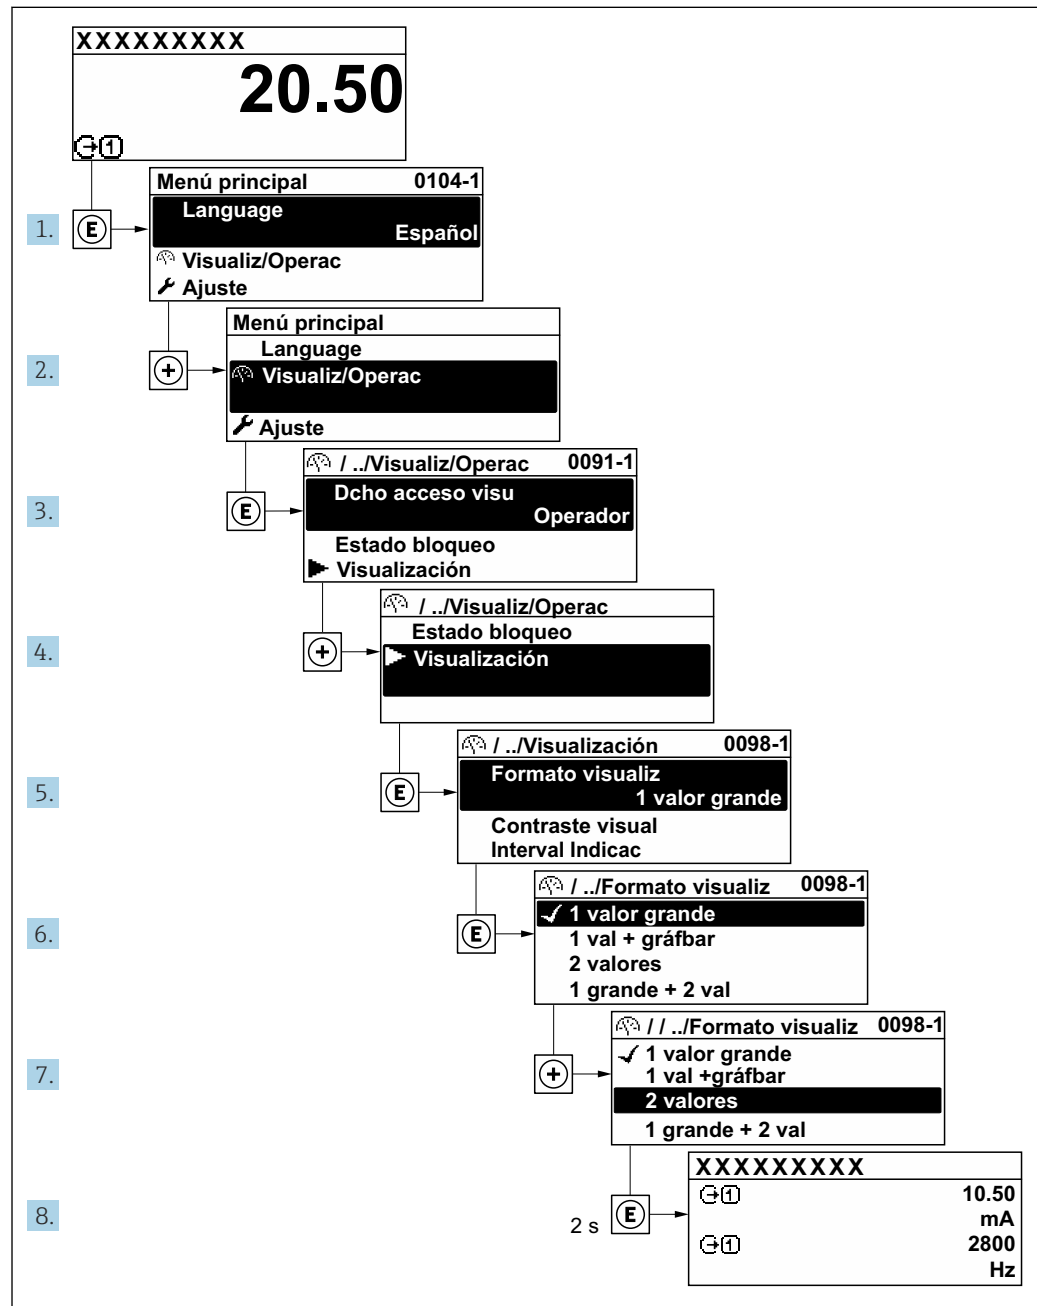 XXXXXXXXX
20.50
1
Menú principal 0104-1
Language
1. E Español
Visualiz/Operac
Ajuste
Menú principal
Language
2. + Visualiz/Operac
Ajuste
/ ../Visualiz/Operac 0091-1
Dcho acceso visu
3. E Operador
Estado bloqueo
Visualización
/ ../Visualiz/Operac
Estado bloqueo
4. + Visualización
/ ../Visualización 0098-1
Formato visualiz
5. E 1 valor grande
Contraste visual
Interval Indicac
/ ../Formato visualiz 0098-1
1 valor grande
6. E 1 val + gráfbar
2 valores
1 grande + 2 val
/ / ../Formato visualiz 0098-1
1 valor grande
7. + 1 val +gráfbar
2 valores
1 grande + 2 val
XXXXXXXXX
1 10.50
8. 2 s E mA
1 2800
Hz